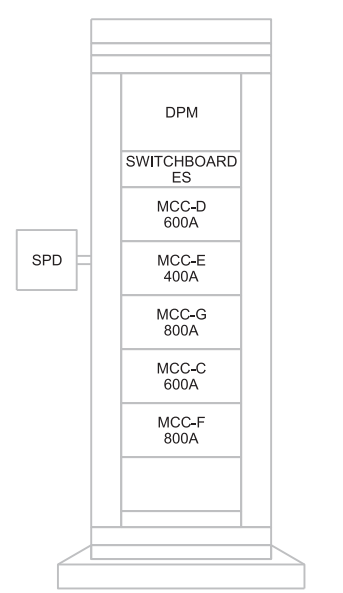 DPM
SWITCHBOARD
ES
MCC-D
600A
SPD
MCC-E
400A
MCC-G
800A
MCC-C
600A
MCC-F
800A